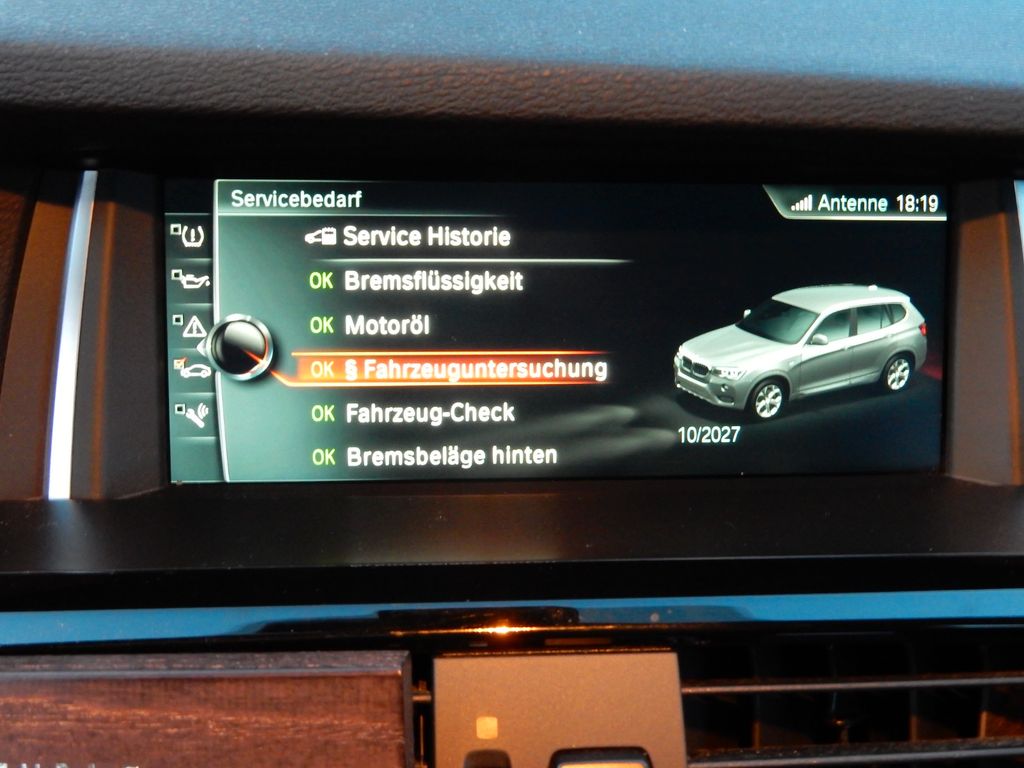 Servicebedarf
Antenne 18:19
Service Historie
OK Bremsflüssigkeit
OK Motoröl
OK § Fahrzeuguntersuchung
OK Fahrzeug-Check
OK Bremsbeläge hinten
10/2027